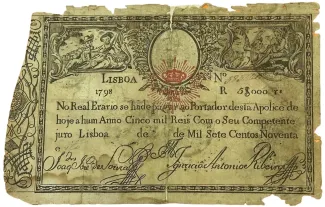 LISBOA Nº
1798 R 5$000 rs
No Real Erario se hade pagar ao Portador desta Apolice de
hoje a hum Anno Cinco mil Reis Com o Seu Competente
juro Lisboa de de Mil Sete Centos Noventa
Ignacio Antonio Ribeiro